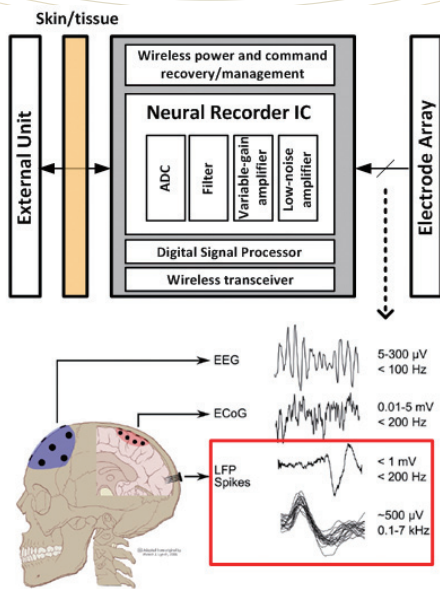 Skin/tissue
External Unit
Wireless power and command
recovery/management
Neural Recorder IC
ADC
Filter
Variable-gain
amplifier
Low-noise
amplifier
Digital Signal Processor
Wireless transceiver
Electrode Array
EEG
5-300 μV
< 100 Hz
ECoG
0.01-5 mV
< 200 Hz
LFP
Spikes
< 1 mV
< 200 Hz
~500 μV
0.1-7 kHz